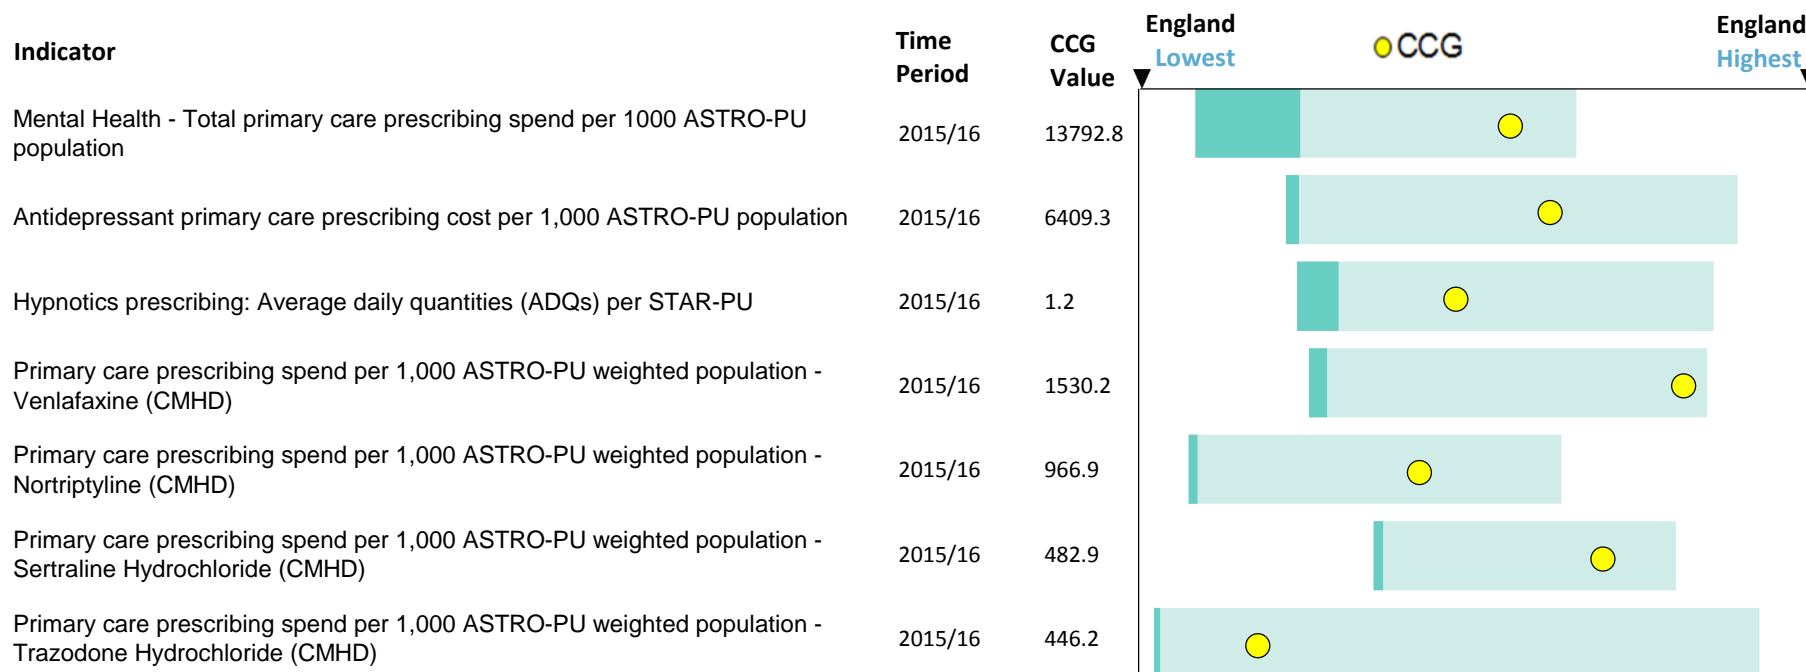 Indicator
Time
Period
CCG
Value
England
Lowest
CCG
England
Highest
Mental Health - Total primary care prescribing spend per 1000 ASTRO-PU
population
2015/16
13792.8
Antidepressant primary care prescribing cost per 1,000 ASTRO-PU population
2015/16
6409.3
Hypnotics prescribing: Average daily quantities (ADQs) per STAR-PU
2015/16
1.2
Primary care prescribing spend per 1,000 ASTRO-PU weighted population -
Venlafaxine (CMHD)
2015/16
1530.2
Primary care prescribing spend per 1,000 ASTRO-PU weighted population -
Nortriptyline (CMHD)
2015/16
966.9
Primary care prescribing spend per 1,000 ASTRO-PU weighted population -
Sertraline Hydrochloride (CMHD)
2015/16
482.9
Primary care prescribing spend per 1,000 ASTRO-PU weighted population -
Trazodone Hydrochloride (CMHD)
2015/16
446.2